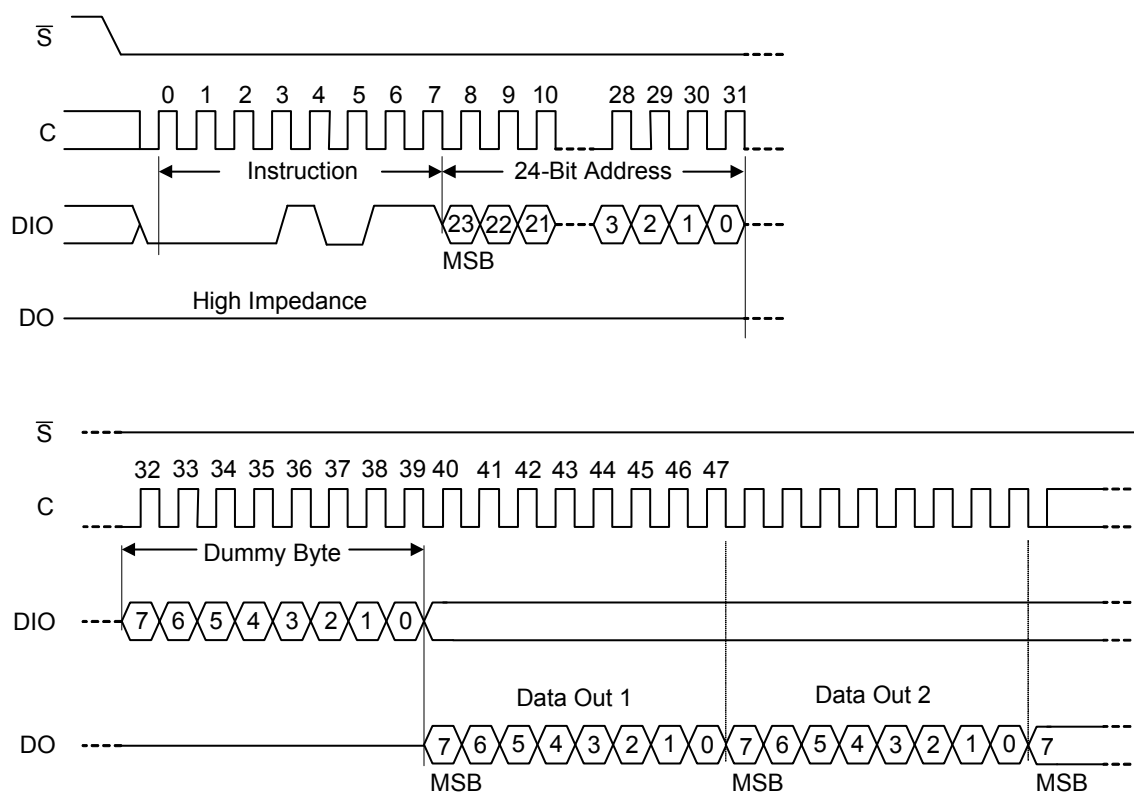 S
0 1 2 3 4 5 6 7 8 9 10 28 29 30 31
C
Instruction 24-Bit Address
DIO 23 22 21 3 2 1 0
MSB
High Impedance
DO
S
32 33 34 35 36 37 38 39 40 41 42 43 44 45 46 47
C
Dummy Byte
DIO 7 6 5 4 3 2 1 0
Data Out 1 Data Out 2
DO 7 6 5 4 3 2 1 0 7 6 5 4 3 2 1 0 7
MSB MSB MSB